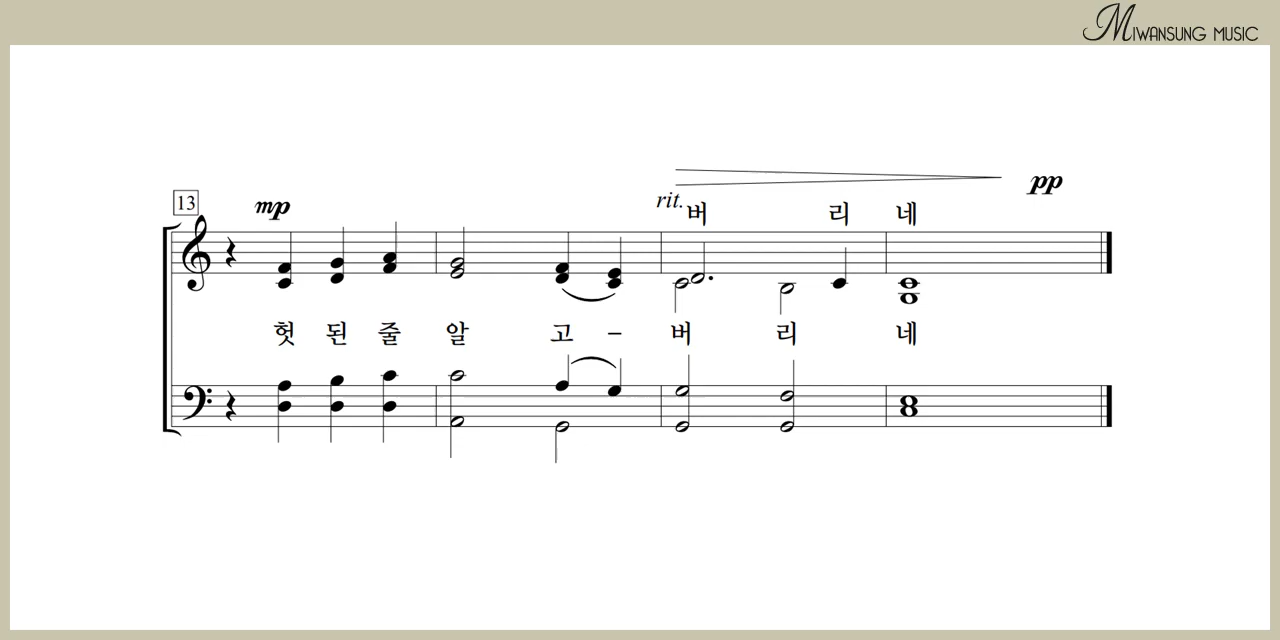 MIWANSUNG MUSIC
13
mp
rit.
pp
버 리 네
헛 된 줄 알 고 – 버 리 네